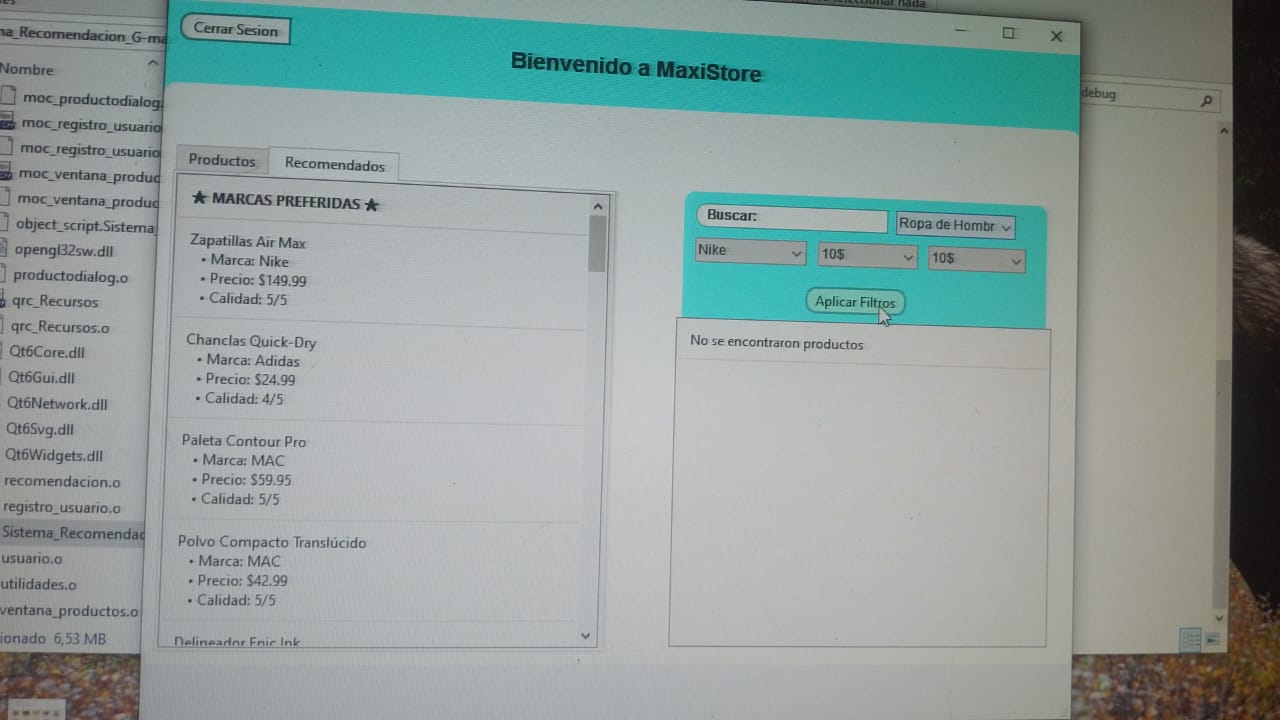 Cerrar Sesion
Bienvenido a MaxiStore
Productos
Recomendados
★ MARCAS PREFERIDAS ★
Zapatillas Air Max
• Marca: Nike
• Precio: $149.99
• Calidad: 5/5
Chanclas Quick-Dry
• Marca: Adidas
• Precio: $24.99
• Calidad: 4/5
Paleta Contour Pro
• Marca: MAC
• Precio: $59.95
• Calidad: 5/5
Polvo Compacto Translúcido
• Marca: MAC
• Precio: $42.99
• Calidad: 5/5
Delineador Epic Ink
Buscar:
Ropa de Hombr
Nike
10$
10$
Aplicar Filtros
No se encontraron productos
na_Recomendacion_G-ma
Nombre
moc_productodialog
moc_registro_usuario
moc_registro_usuario
moc_ventana_produc
moc_ventana_produc
object_script.Sistema_
opengl32sw.dll
productodialog.o
qrc_Recursos
qrc_Recursos.o
Qt6Core.dll
Qt6Gui.dll
Qt6Network.dll
Qt6Svg.dll
Qt6Widgets.dll
recomendacion.o
registro_usuario.o
Sistema_Recomendac
usuario.o
utilidades.o
ventana_productos.o
ionado 6,53 MB
seleccionar nada
debug